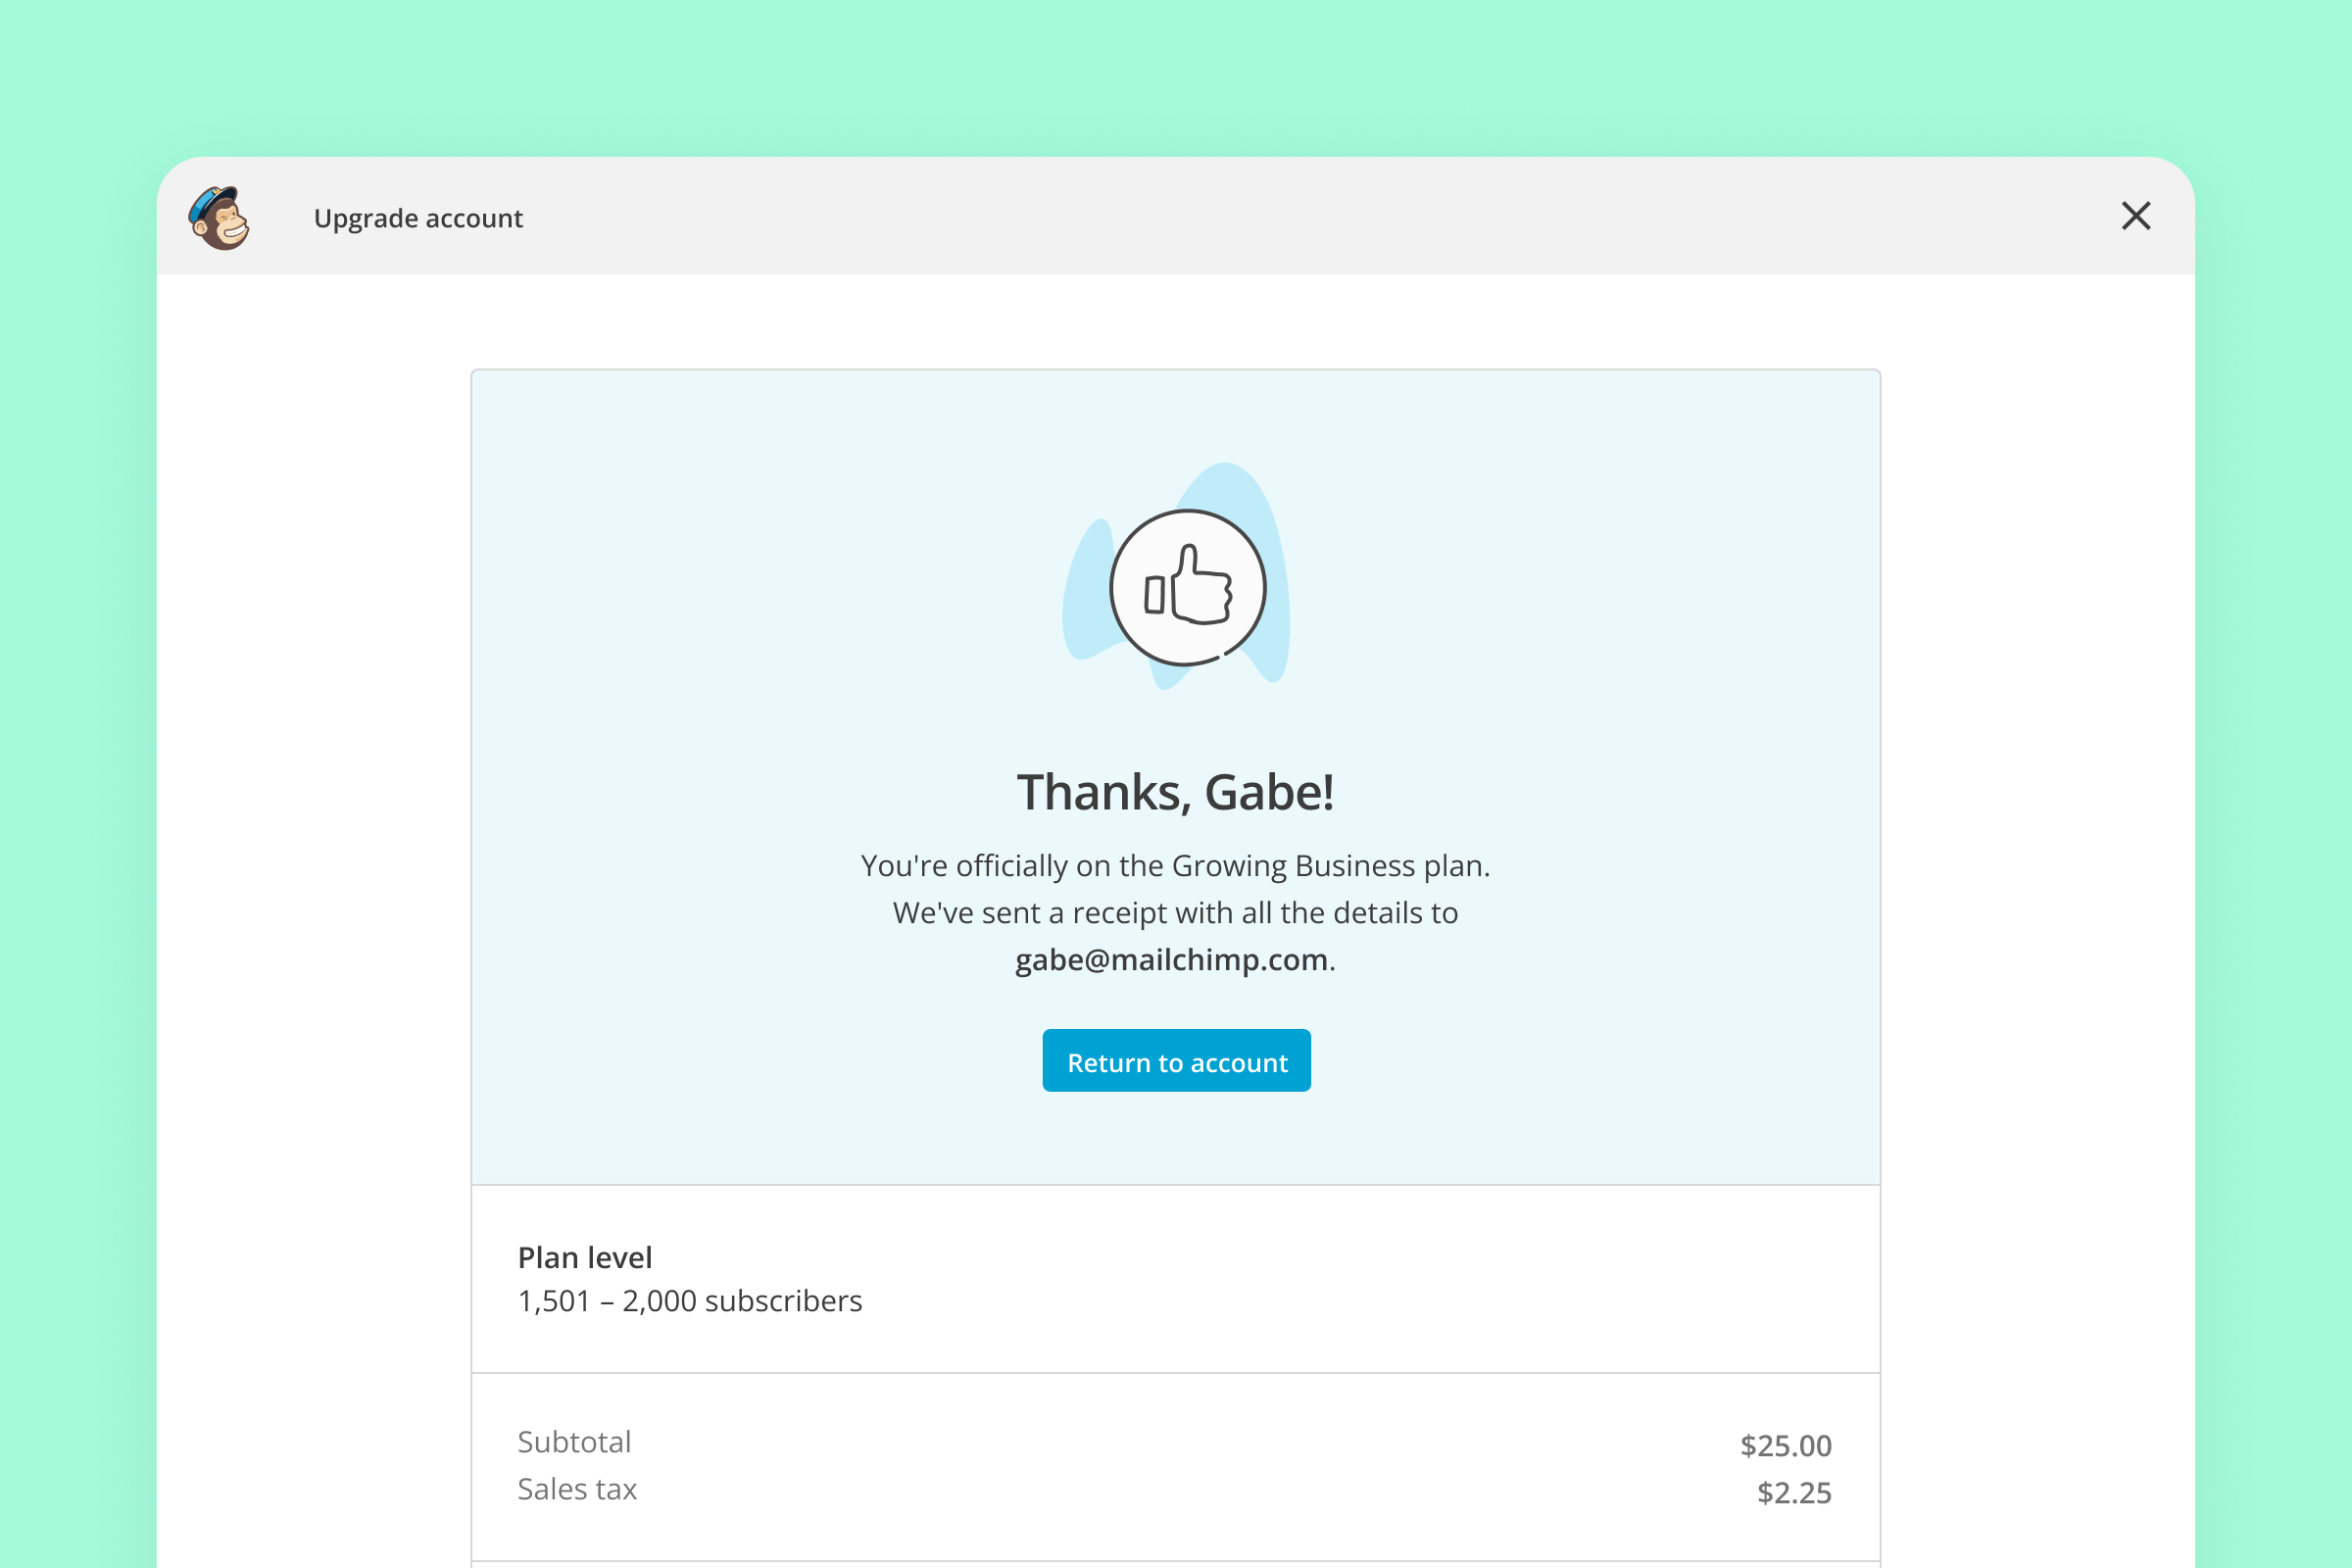 Upgrade account
Thanks, Gabe!
You're officially on the Growing Business plan.
We've sent a receipt with all the details to
gabe@mailchimp.com.
Return to account
Plan level
1,501 – 2,000 subscribers
Subtotal $25.00
Sales tax $2.25